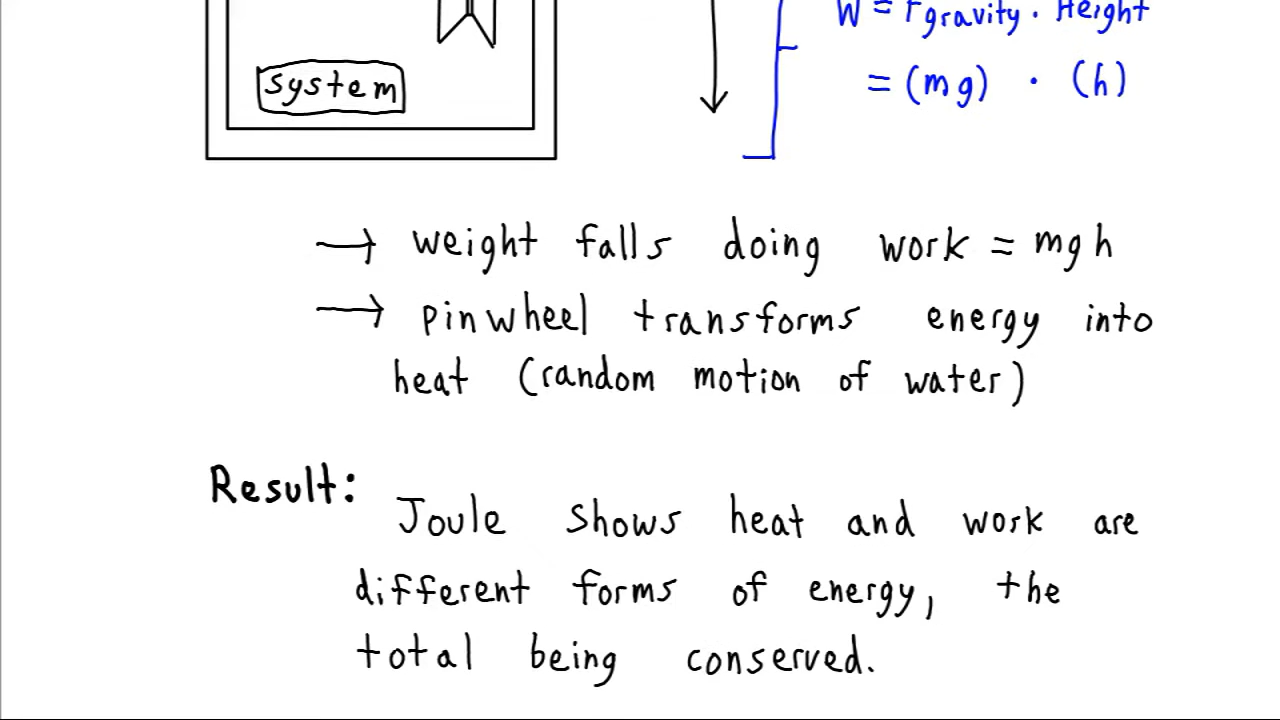 W = Fgravity · Height
system
= (mg) · (h)
→ weight falls doing work = mgh
→ pinwheel transforms energy into
heat (random motion of water)
Result:
Joule shows heat and work are
different forms of energy, the
total being conserved.